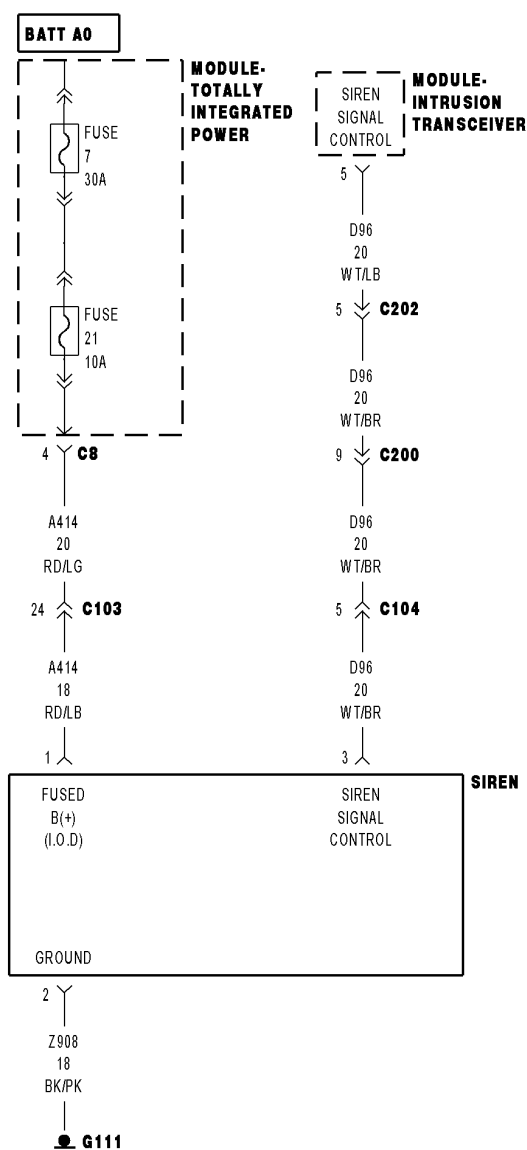 BATT A0
MODULE-
TOTALLY
INTEGRATED
POWER
FUSE
7
30A
FUSE
21
10A
4
C8
A414
20
RD/LG
24
C103
A414
18
RD/LB
1
MODULE-
INTRUSION
TRANSCEIVER
SIREN
SIGNAL
CONTROL
5
D96
20
WT/LB
5
C202
D96
20
WT/BR
9
C200
D96
20
WT/BR
5
C104
D96
20
WT/BR
3
SIREN
FUSED
B(+)
(I.O.D)
SIREN
SIGNAL
CONTROL
GROUND
2
Z908
18
BK/PK
G111